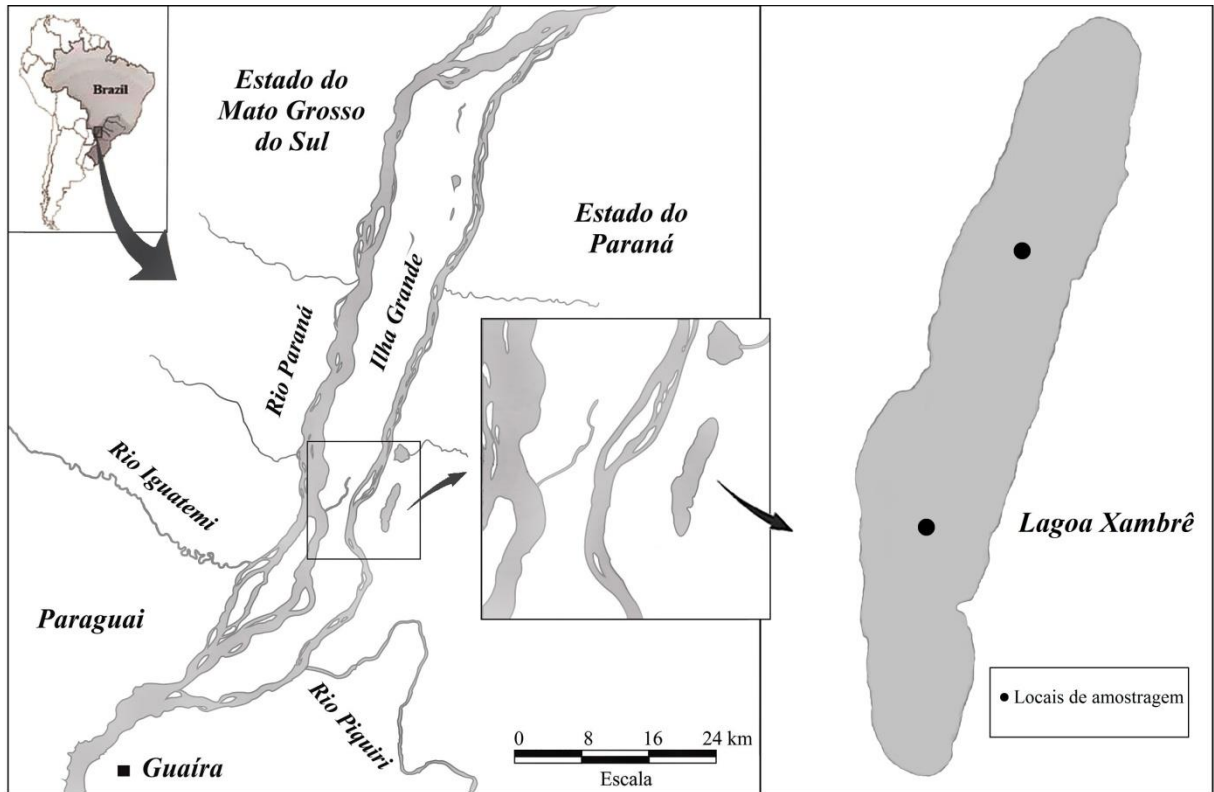 Brazil
Estado do
Mato Grosso
do Sul
Estado do
Paraná
Ilha Grande
Rio Paraná
Rio Iguatemi
Lagoa Xambrê
Paraguai
Rio Piquiri
● Locais de amostragem
0 8 16 24 km
Escala
■ Guaíra